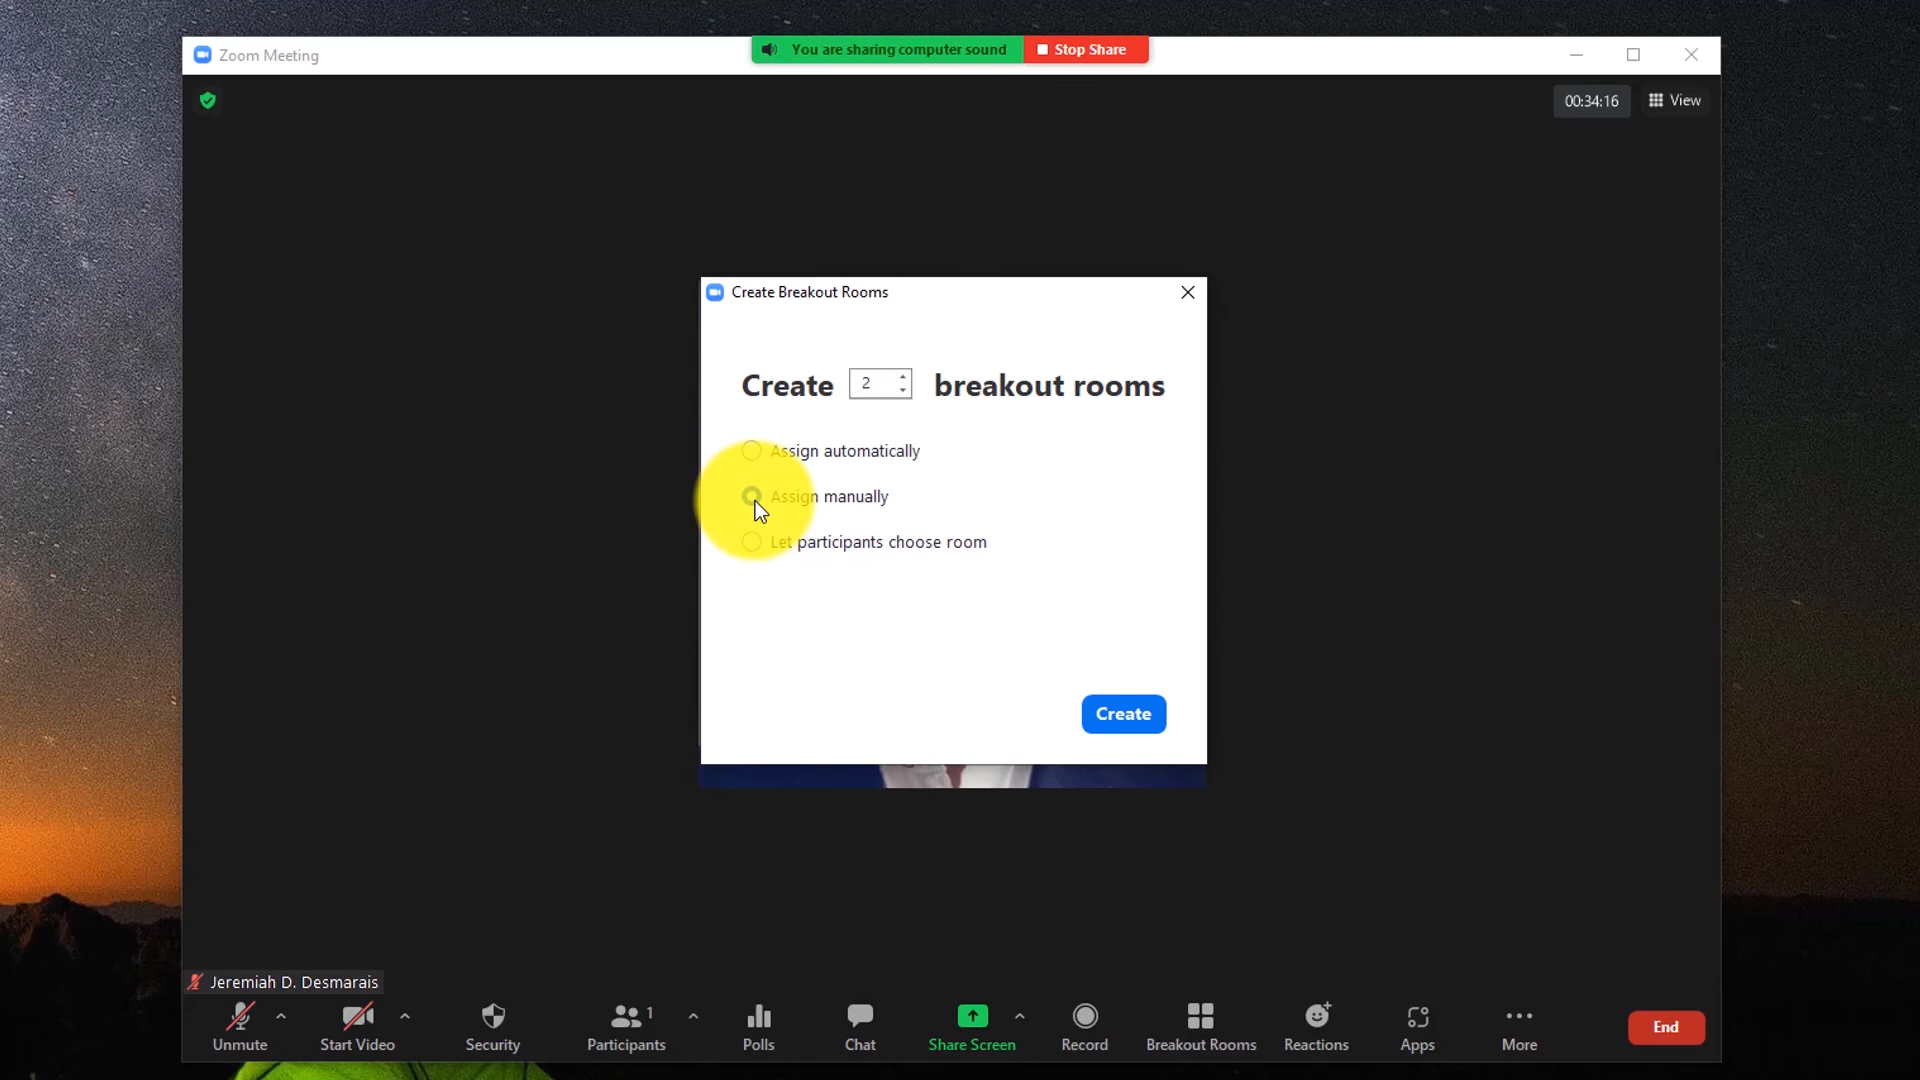 Zoom Meeting
You are sharing computer sound
Stop Share
00:34:16
View
Create Breakout Rooms
Create 2 breakout rooms
Assign automatically
Assign manually
Let participants choose room
Create
Jeremiah D. Desmarais
Unmute
Start Video
Security
1
Participants
Polls
Chat
Share Screen
Record
Breakout Rooms
Reactions
Apps
More
End